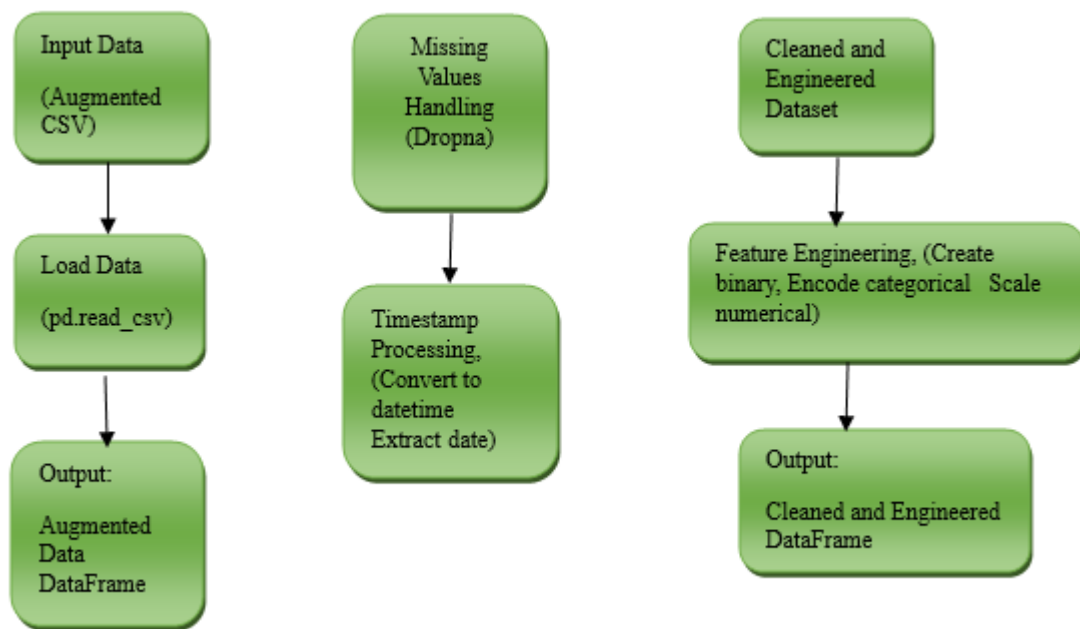 Input Data
(Augmented
CSV)
Load Data
(pd.read_csv)
Output:
Augmented
Data
DataFrame
Missing
Values
Handling
(Dropna)
Timestamp
Processing,
(Convert to
datetime
Extract date)
Cleaned and
Engineered
Dataset
Feature Engineering, (Create
binary, Encode categorical Scale
numerical)
Output:
Cleaned and Engineered
DataFrame